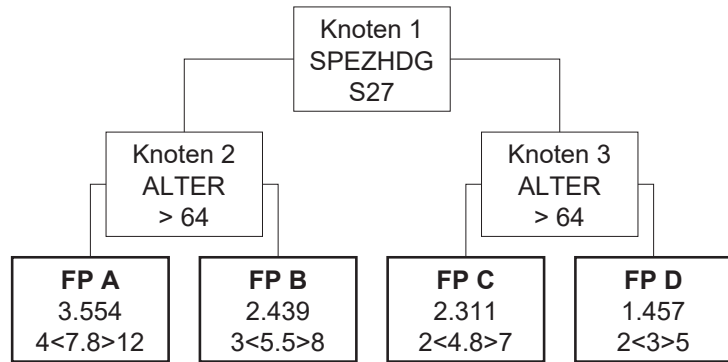 Knoten 1
SPEZHDG
S27
Knoten 2
ALTER
> 64
Knoten 3
ALTER
> 64
FP A
3.554
4<7.8>12
FP B
2.439
3<5.5>8
FP C
2.311
2<4.8>7
FP D
1.457
2<3>5